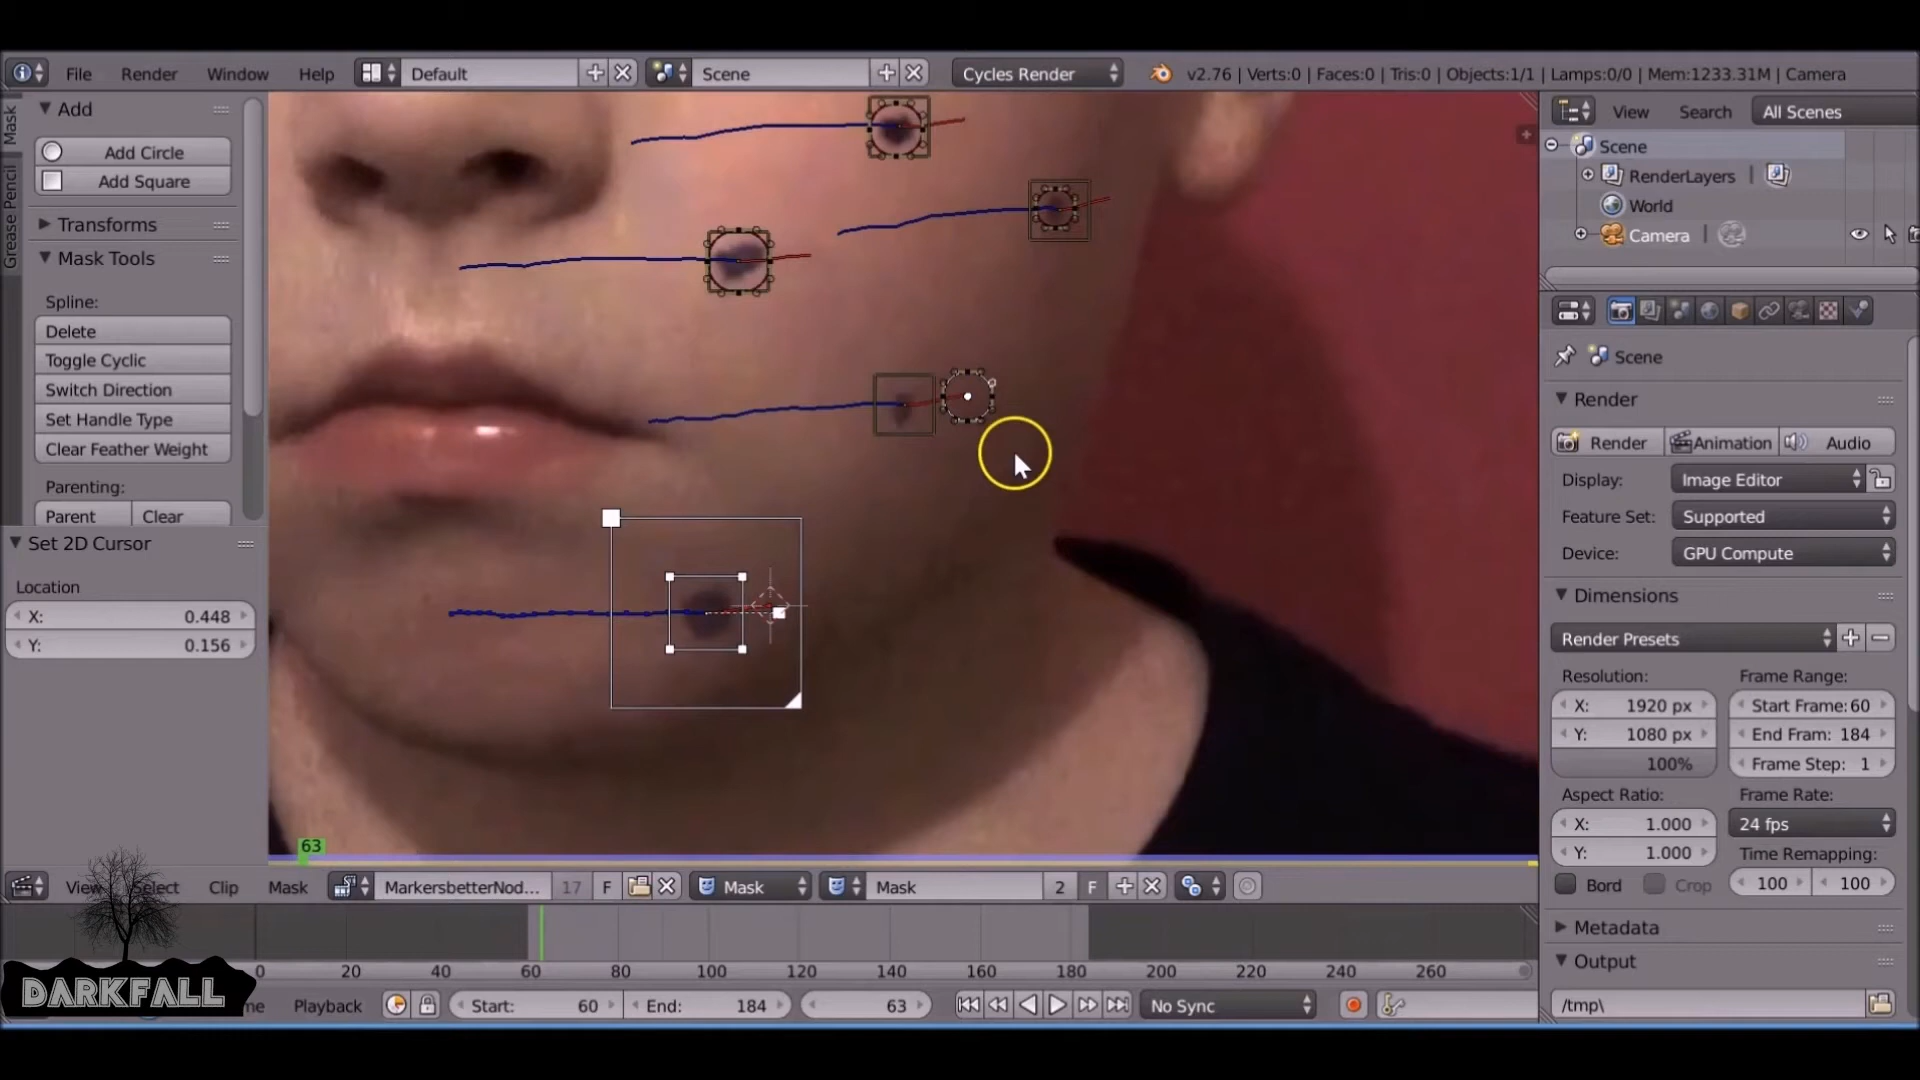 File Render Window Help Default Scene Cycles Render v2.76 | Verts:0 | Faces:0 | Tris:0 | Objects:1/1 | Lamps:0/0 | Mem:1233.31M | Camera
Mask
Grease Pencil
Add
Add Circle
Add Square
Transforms
Mask Tools
Spline:
Delete
Toggle Cyclic
Switch Direction
Set Handle Type
Clear Feather Weight
Parenting:
Parent Clear
Set 2D Cursor
Location
X: 0.448
Y: 0.156
63
View Search All Scenes
Scene
RenderLayers
World
Camera
Scene
Render
Render Animation Audio
Display: Image Editor
Feature Set: Supported
Device: GPU Compute
Dimensions
Render Presets
Resolution: Frame Range:
X: 1920 px Start Frame: 60
Y: 1080 px End Fram: 184
100% Frame Step: 1
Aspect Ratio: Frame Rate:
X: 1.000 24 fps
Y: 1.000 Time Remapping:
Bord Crop 100 100
Metadata
Output
/tmp\
View Select Clip Mask MarkersbetterNod... 17 F Mask Mask 2 F
0 20 40 60 80 100 120 140 160 180 200 220 240 260
DARKFALL
me Playback Start: 60 End: 184 63 No Sync